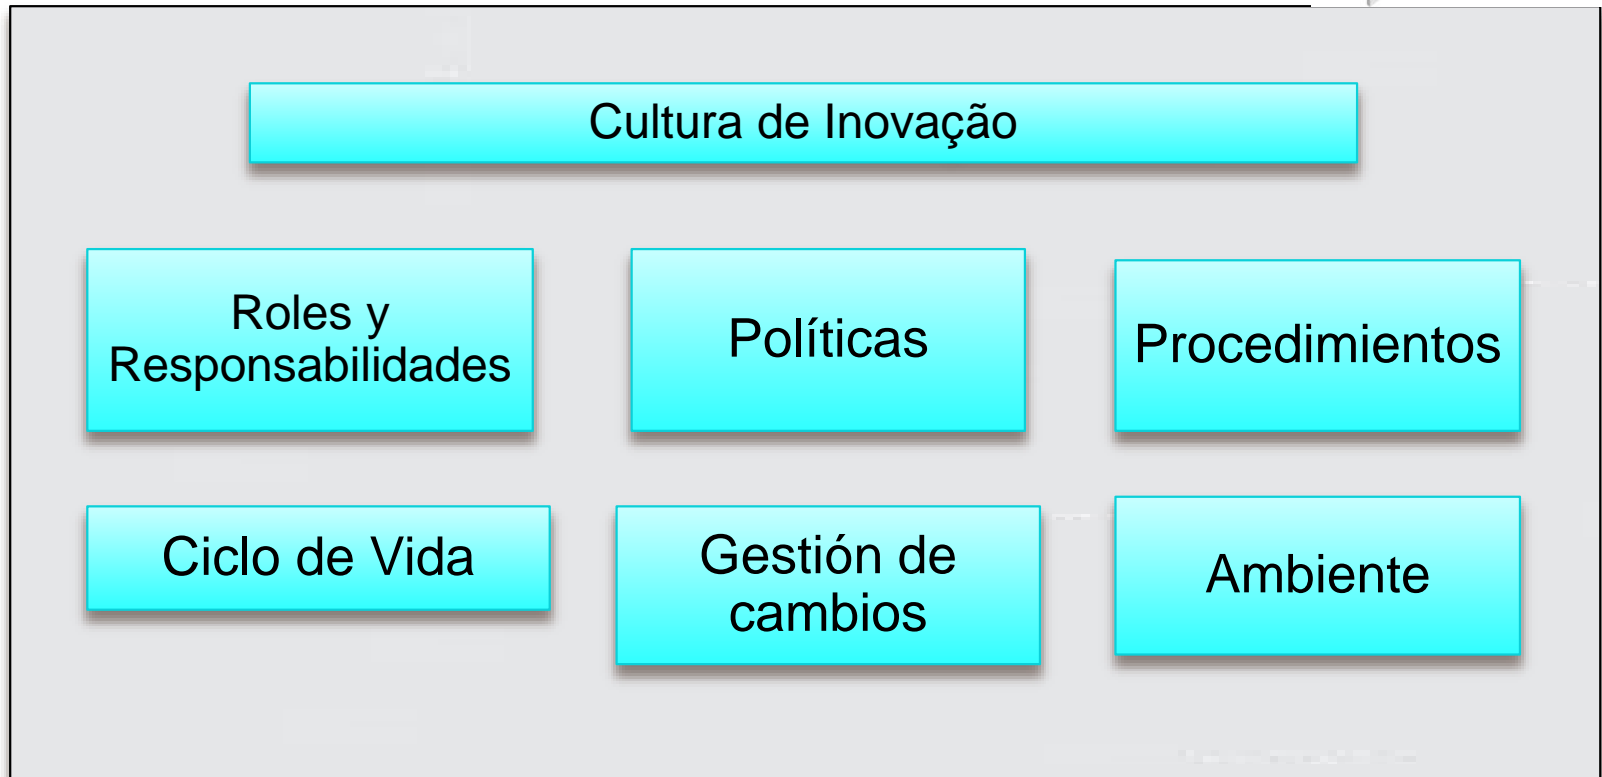 Cultura de Inovação
Roles y
Responsabilidades
Políticas
Procedimientos
Ciclo de Vida
Gestión de
cambios
Ambiente